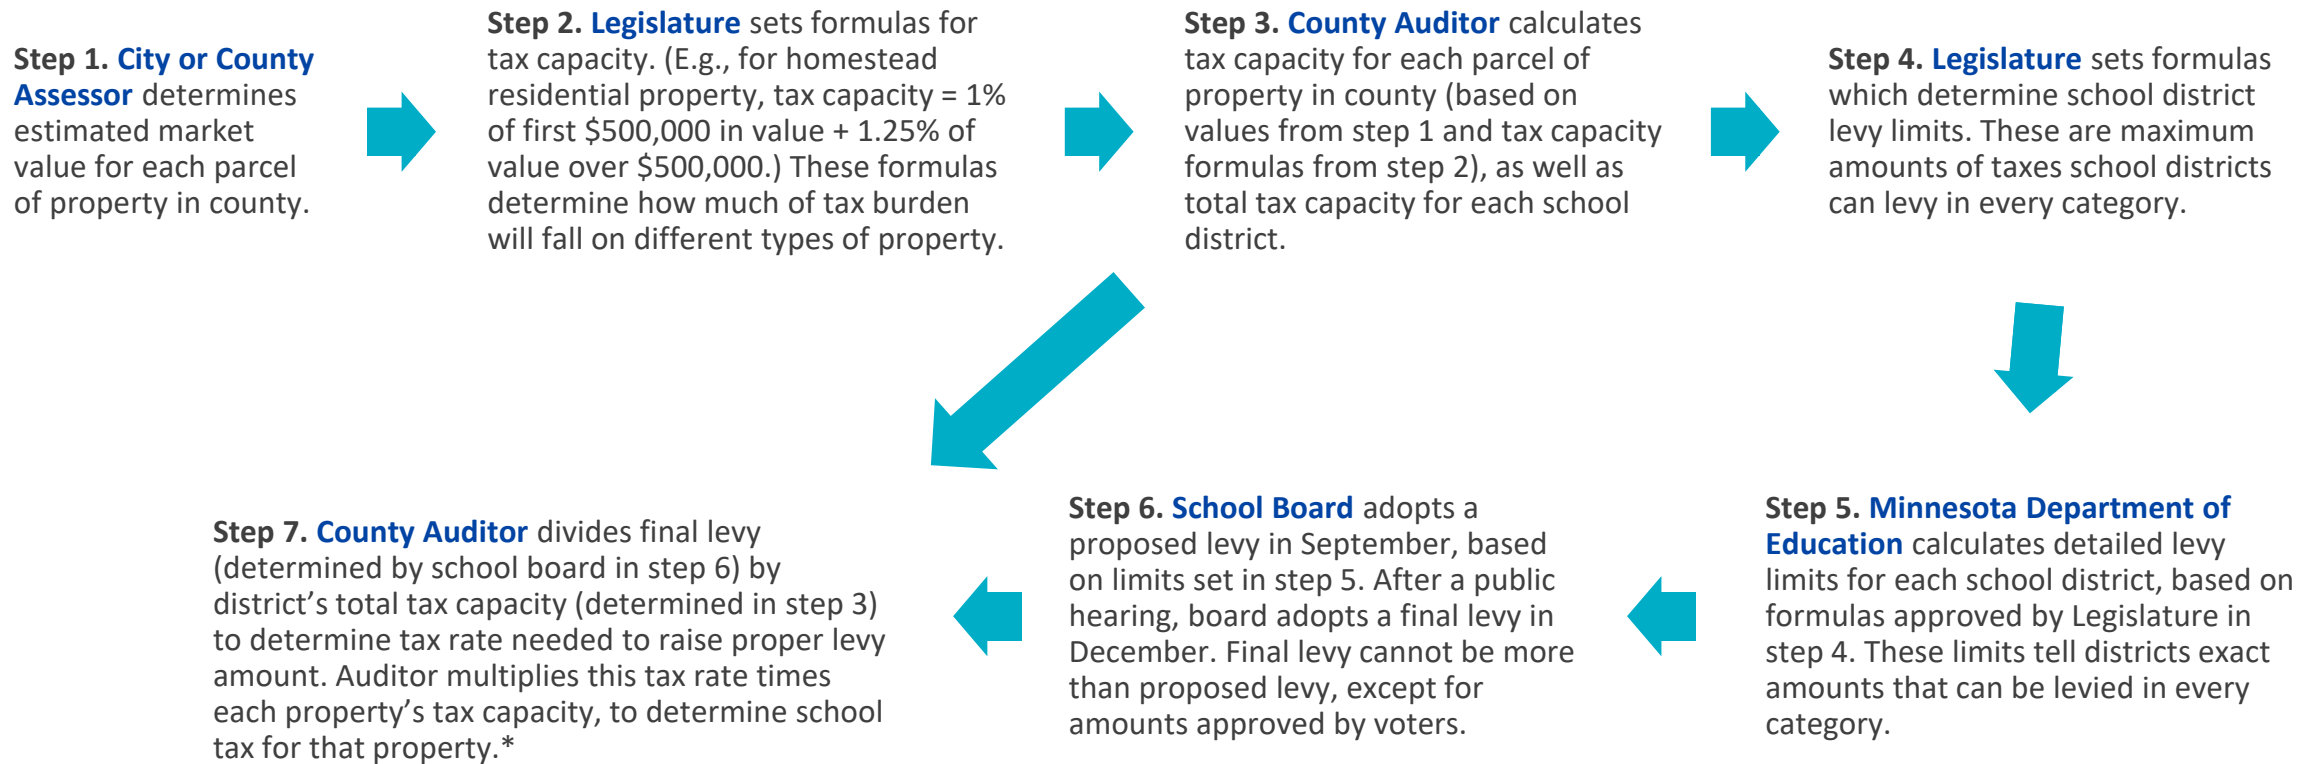 Step 1. City or County
Assessor determines
estimated market
value for each parcel
of property in county.
Step 2. Legislature sets formulas for
tax capacity. (E.g., for homestead
residential property, tax capacity = 1%
of first $500,000 in value + 1.25% of
value over $500,000.) These formulas
determine how much of tax burden
will fall on different types of property.
Step 3. County Auditor calculates
tax capacity for each parcel of
property in county (based on
values from step 1 and tax capacity
formulas from step 2), as well as
total tax capacity for each school
district.
Step 4. Legislature sets formulas
which determine school district
levy limits. These are maximum
amounts of taxes school districts
can levy in every category.
Step 5. Minnesota Department of
Education calculates detailed levy
limits for each school district, based on
formulas approved by Legislature in
step 4. These limits tell districts exact
amounts that can be levied in every
category.
Step 6. School Board adopts a
proposed levy in September, based
on limits set in step 5. After a public
hearing, board adopts a final levy in
December. Final levy cannot be more
than proposed levy, except for
amounts approved by voters.
Step 7. County Auditor divides final levy
(determined by school board in step 6) by
district’s total tax capacity (determined in step 3)
to determine tax rate needed to raise proper levy
amount. Auditor multiplies this tax rate times
each property’s tax capacity, to determine school
tax for that property.*